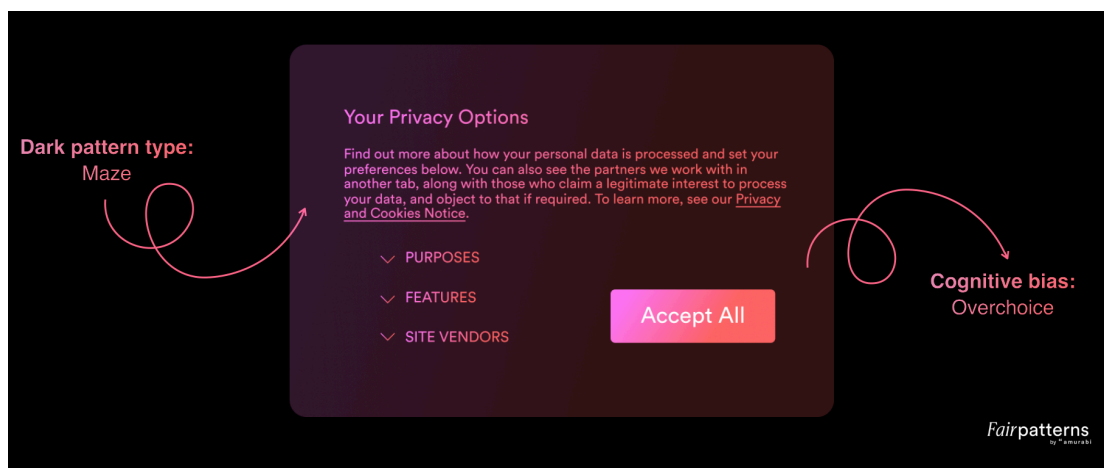 Dark pattern type:
Maze
Your Privacy Options
Find out more about how your personal data is processed and set your
preferences below. You can also see the partners we work with in
another tab, along with those who claim a legitimate interest to process
your data, and object to that if required. To learn more, see our Privacy
and Cookies Notice.
PURPOSES
FEATURES
SITE VENDORS
Accept All
Cognitive bias:
Overchoice
Fairpatterns
by amurabi